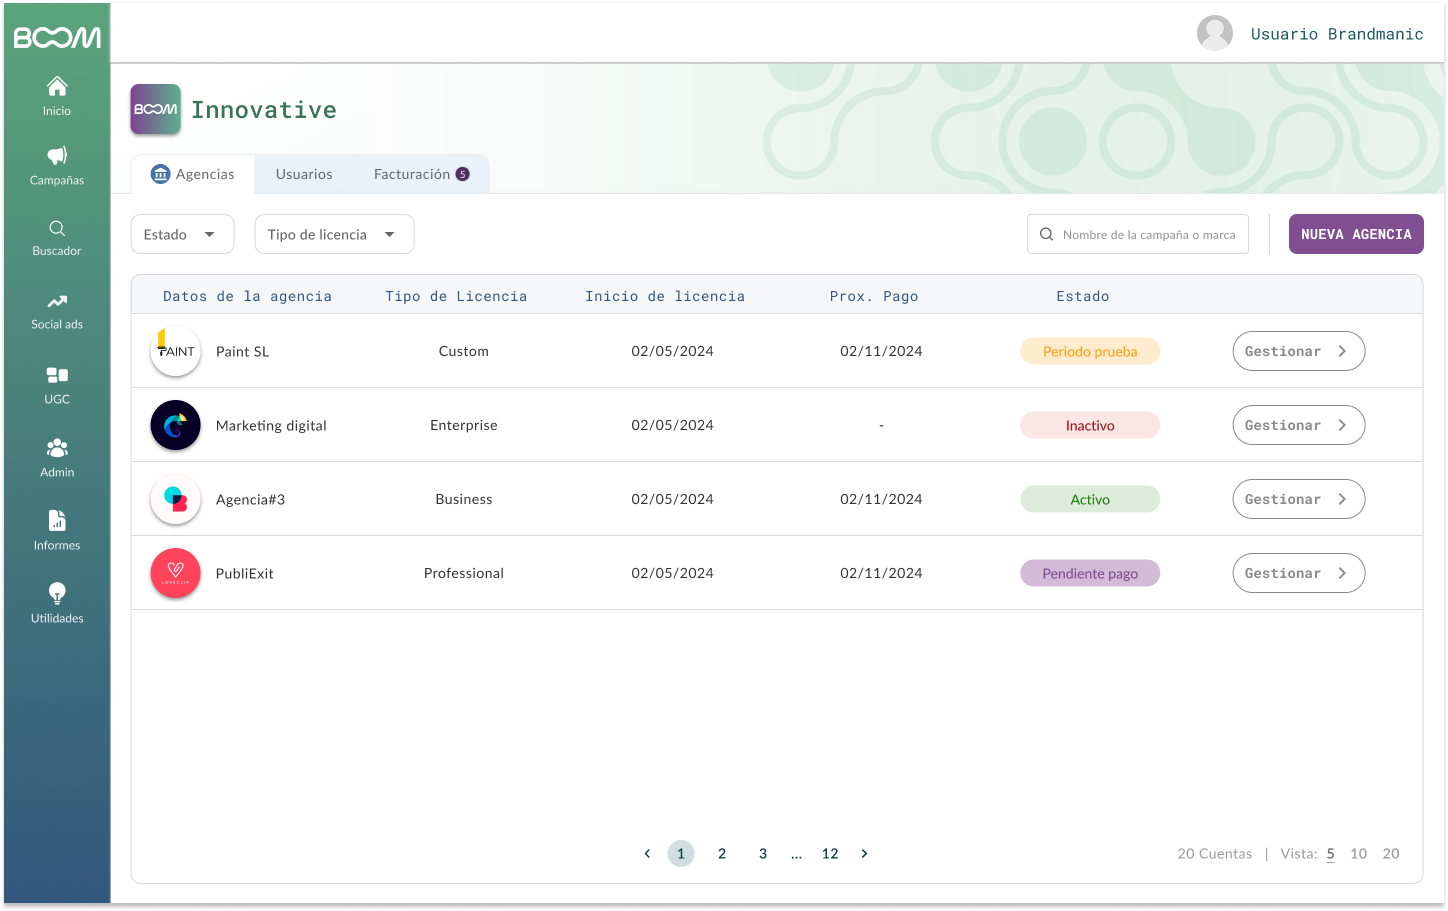 BOOM
Usuario Brandmanic
Inicio
Campañas
Buscador
Social ads
UGC
Admin
Informes
Utilidades
BOOM
Innovative
Agencias
Usuarios
Facturación 5
Estado
Tipo de licencia
Nombre de la campaña o marca
NUEVA AGENCIA
Datos de la agencia Tipo de Licencia Inicio de licencia Prox. Pago Estado
PAINT Paint SL Custom 02/05/2024 02/11/2024 Periodo prueba Gestionar
Marketing digital Enterprise 02/05/2024 - Inactivo Gestionar
Agencia#3 Business 02/05/2024 02/11/2024 Activo Gestionar
LOVECLIP PubliExit Professional 02/05/2024 02/11/2024 Pendiente pago Gestionar
1 2 3 ... 12
20 Cuentas | Vista: 5 10 20